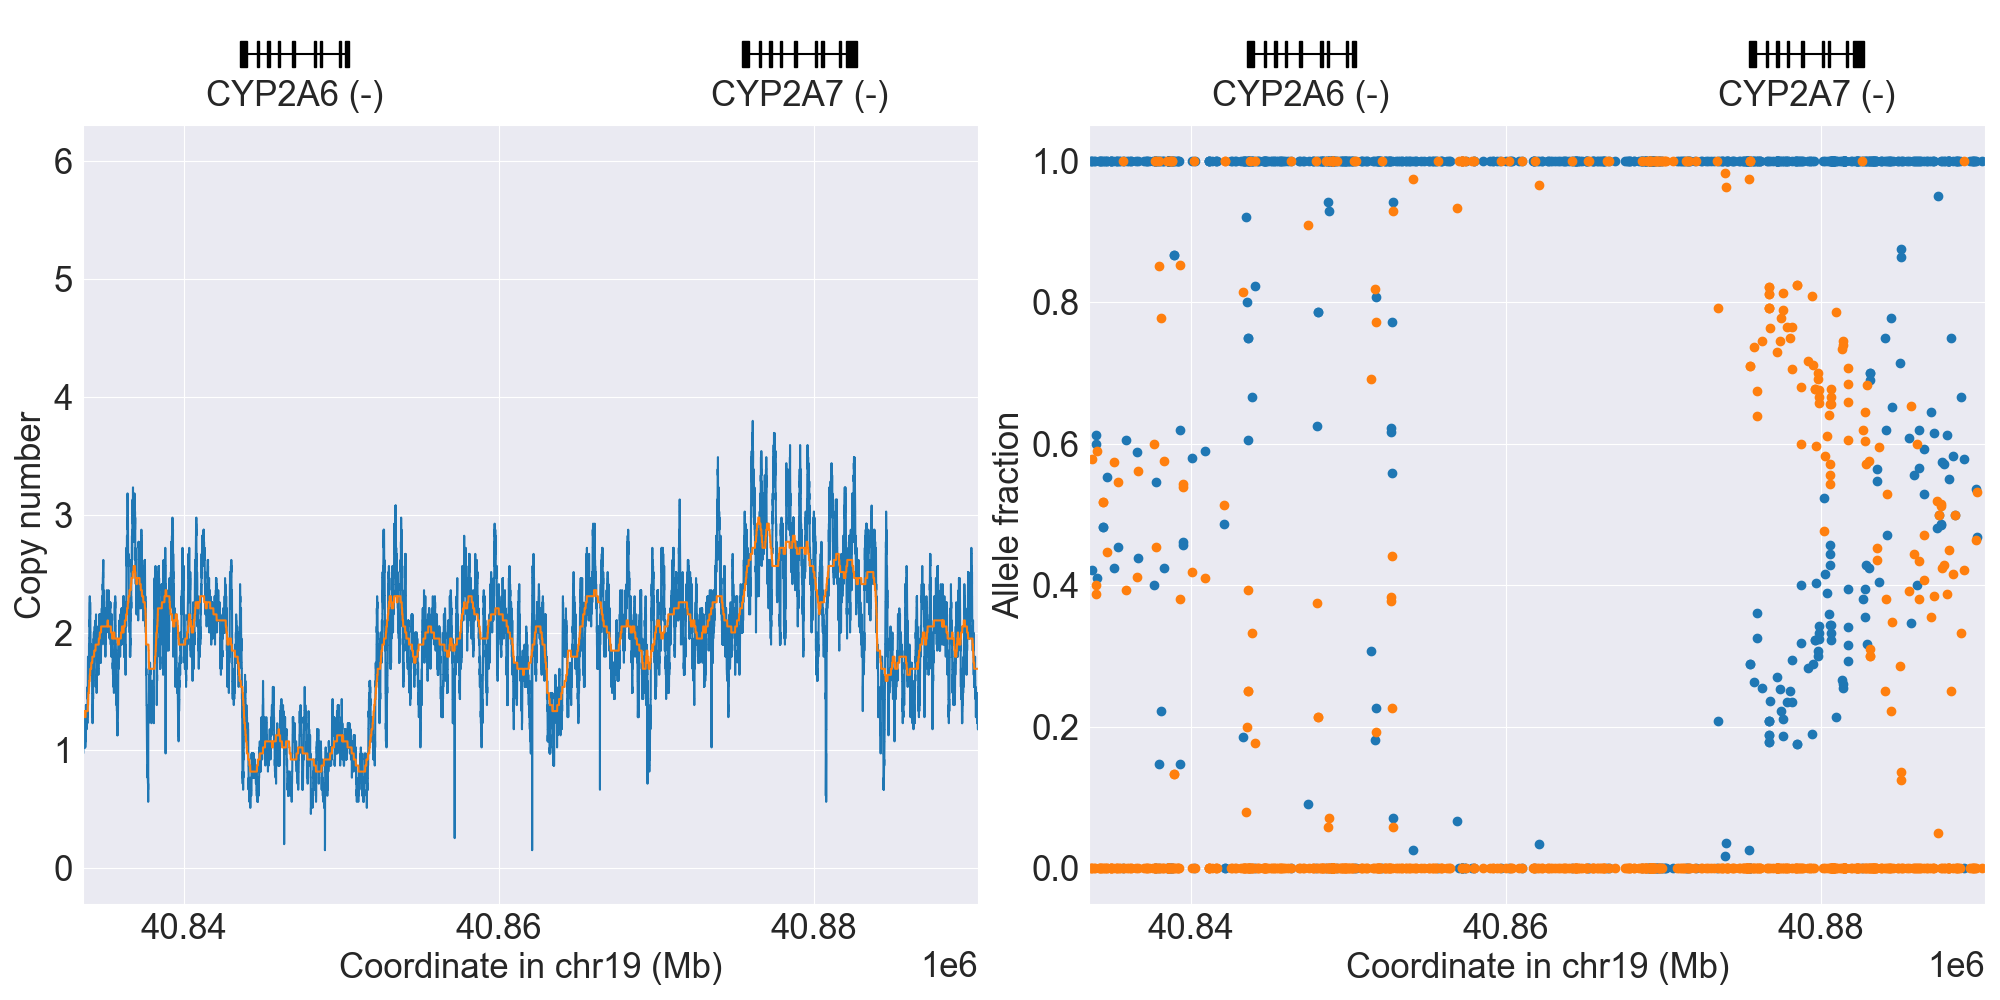 CYP2A6 (-)
CYP2A7 (-)
Copy number
6
5
4
3
2
1
0
40.84
40.86
40.88
Coordinate in chr19 (Mb)
1e6
CYP2A6 (-)
CYP2A7 (-)
Allele fraction
1.0
0.8
0.6
0.4
0.2
0.0
40.84
40.86
40.88
Coordinate in chr19 (Mb)
1e6